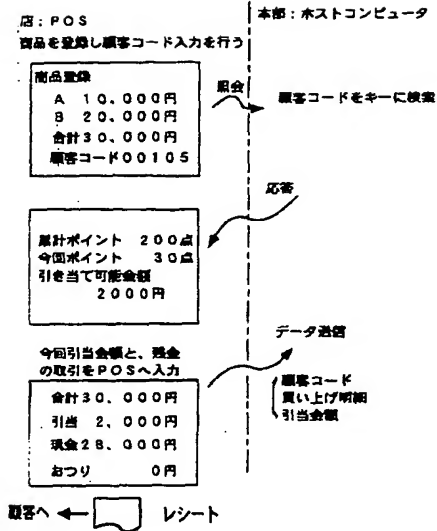 店:POS
本部:ホストコンピュータ
商品を登録し顧客コード入力を行う
商品登録
A 10,000円
B 20,000円
合計30,000円
顧客コード00105
照会
顧客コードをキーに検索
応答
累計ポイント 200点
今回ポイント 30点
引き当て可能金額
2000円
データ送信
今回引当金額と、残金
の取引をPOSへ入力
顧客コード
買い上げ明細
引当金額
合計30,000円
引当 2,000円
現金28,000円
おつり 0円
顧客へ
レシート